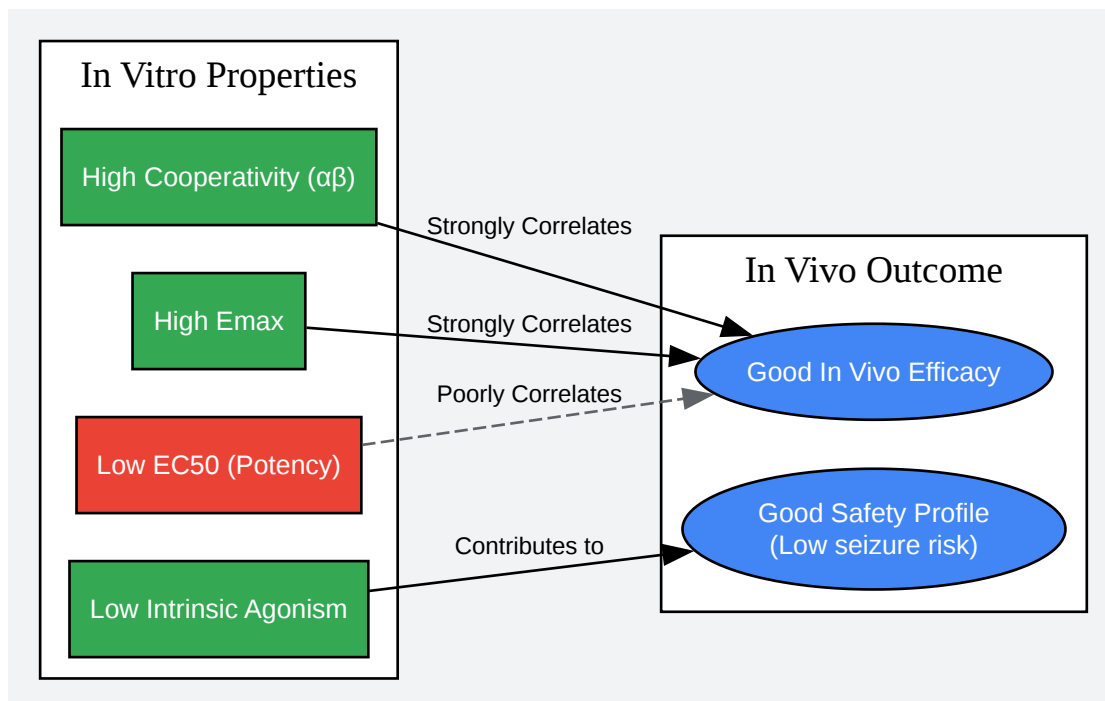 In Vitro Properties
High Cooperativity (αβ)
High Emax
Low EC50 (Potency)
Low Intrinsic Agonism
Strongly Correlates
Strongly Correlates
Poorly Correlates
Contributes to
In Vivo Outcome
Good In Vivo Efficacy
Good Safety Profile
(Low seizure risk)